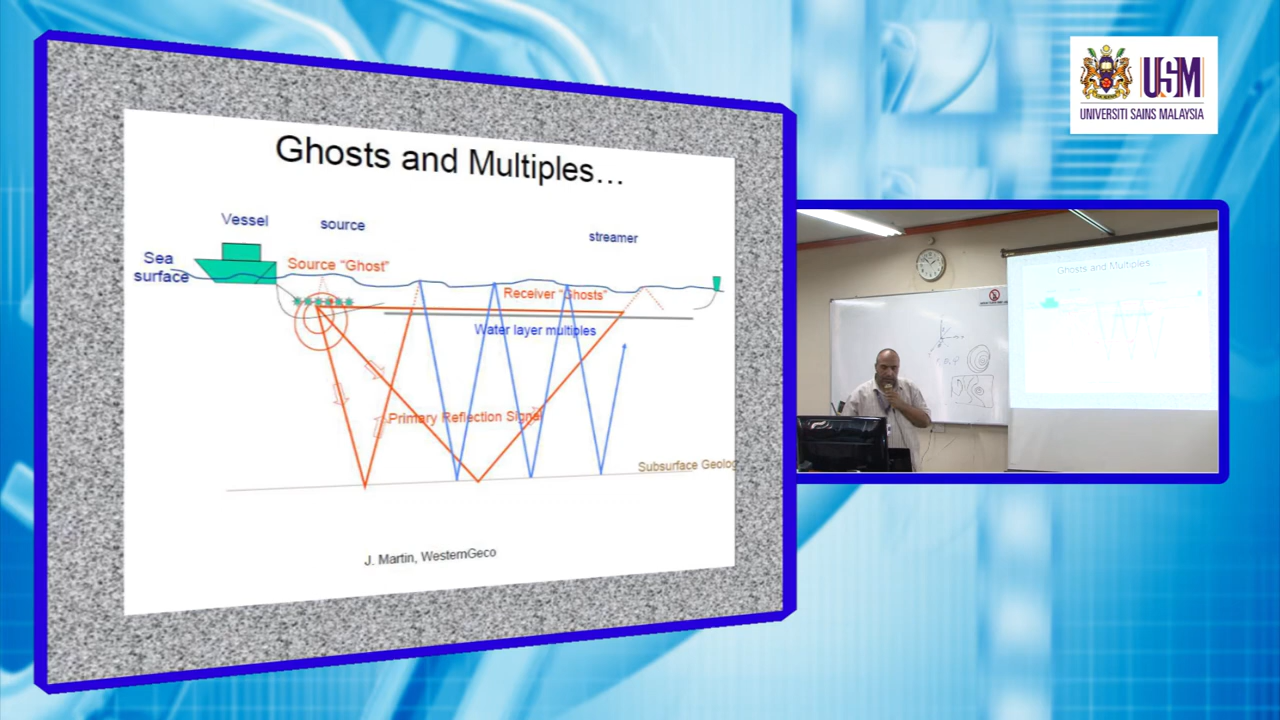 Ghosts and Multiples…
Vessel
source
streamer
Sea
surface
Source “Ghost”
Receiver “Ghosts”
Water layer multiples
Primary Reflection Signal
Subsurface Geolog
J. Martin, WesternGeco
USM
UNIVERSITI SAINS MALAYSIA
Ghosts and Multiples